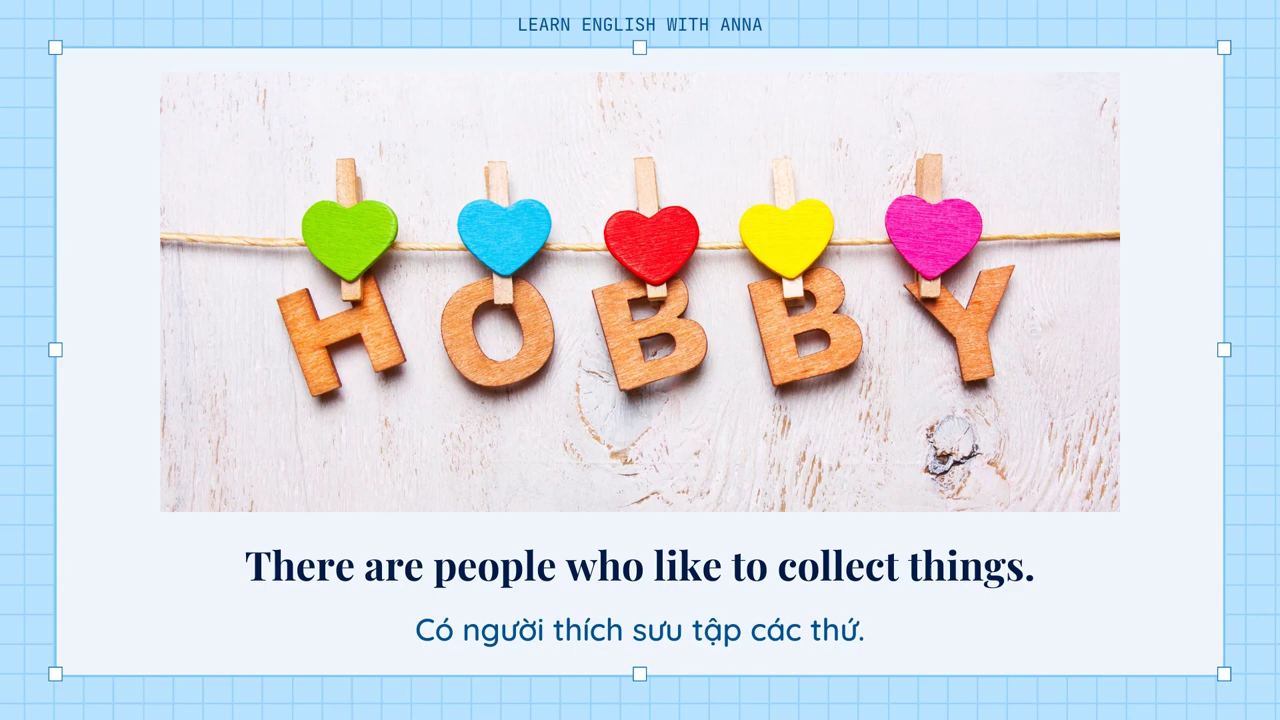 LEARN ENGLISH WITH ANNA
HOBBY
There are people who like to collect things.
Có người thích sưu tập các thứ.